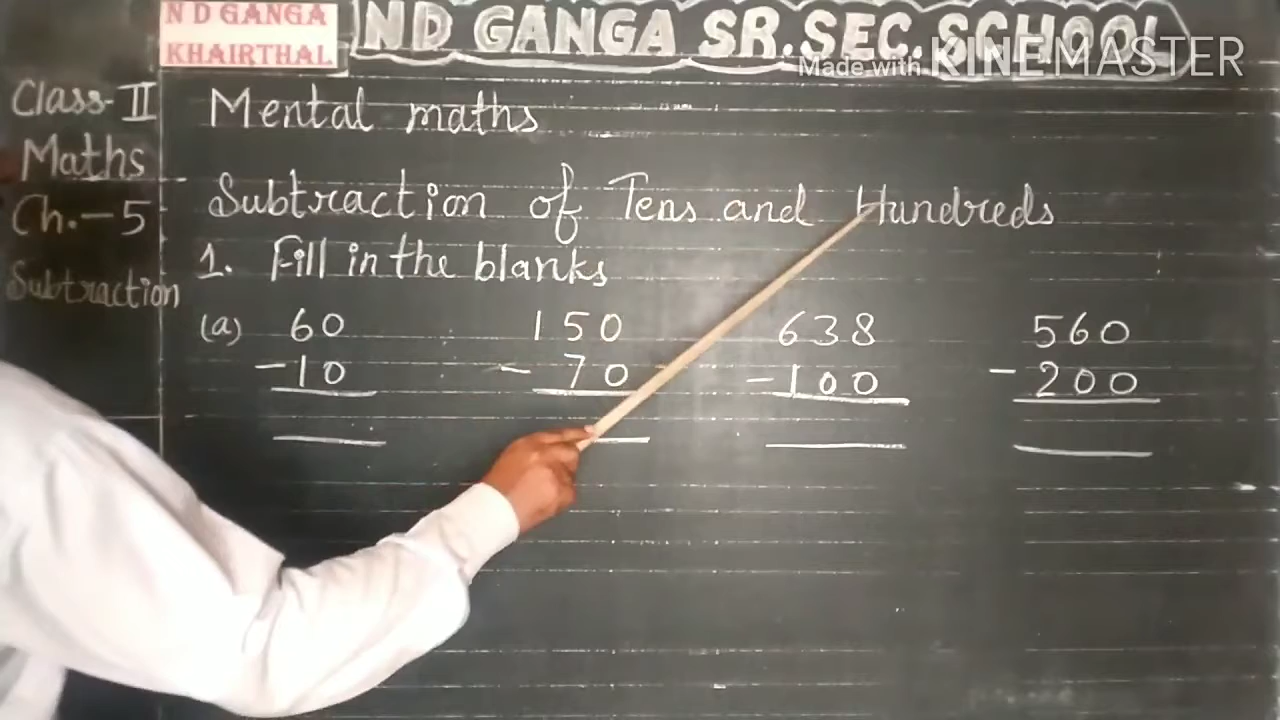 N D GANGA
KHAIRTHAL
ND GANGA SR.SEC.SCHOOL
Made with KINEMASTER
Class-II
Maths
Ch.-5
Subtraction
Mental maths
Subtraction of Tens and Hundreds
1. Fill in the blanks
(a) 60 150 638 560
-10 - 70 -100 - 200